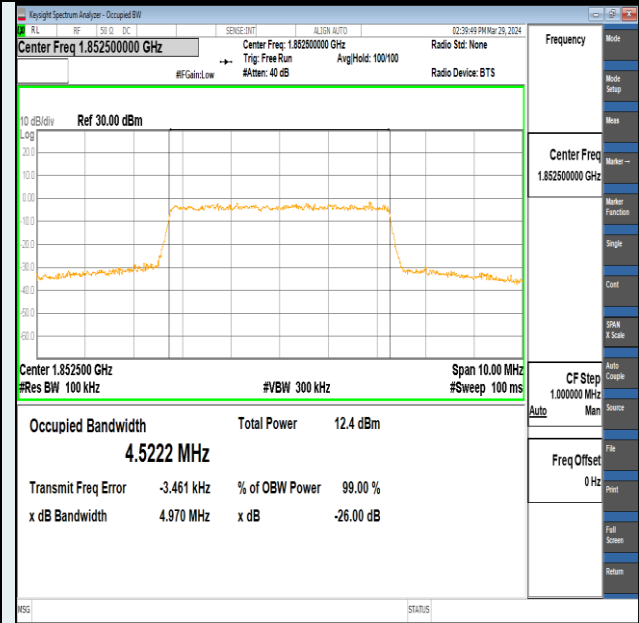 Keysight Spectrum Analyzer - Occupied BW
RL RF 50 Ω DC SENSE:INT ALIGN AUTO 02:39:49 PM Mar 29, 2024
Center Freq 1.852500000 GHz
Center Freq: 1.852500000 GHz
Radio Std: None
Trig: Free Run
Avg|Hold: 100/100
#IFGain:Low
#Atten: 40 dB
Radio Device: BTS
10 dB/div Ref 30.00 dBm
Log
20.0
10.0
0.00
-10.0
-20.0
-30.0
-40.0
-50.0
-60.0
Center 1.852500 GHz
Span 10.00 MHz
#Res BW 100 kHz
#VBW 300 kHz
#Sweep 100 ms
Occupied Bandwidth
4.5222 MHz
Total Power 12.4 dBm
Transmit Freq Error -3.461 kHz
% of OBW Power 99.00 %
x dB Bandwidth 4.970 MHz
x dB -26.00 dB
MSG
STATUS
Frequency
Center Freq
1.852500000 GHz
CF Step
1.000000 MHz
Auto Man
Freq Offset
0 Hz
Mode
Mode
Setup
Meas
Marker→
Marker
Function
Single
Cont
SPAN
X Scale
Auto
Couple
Source
File
Print
Full
Screen
Return